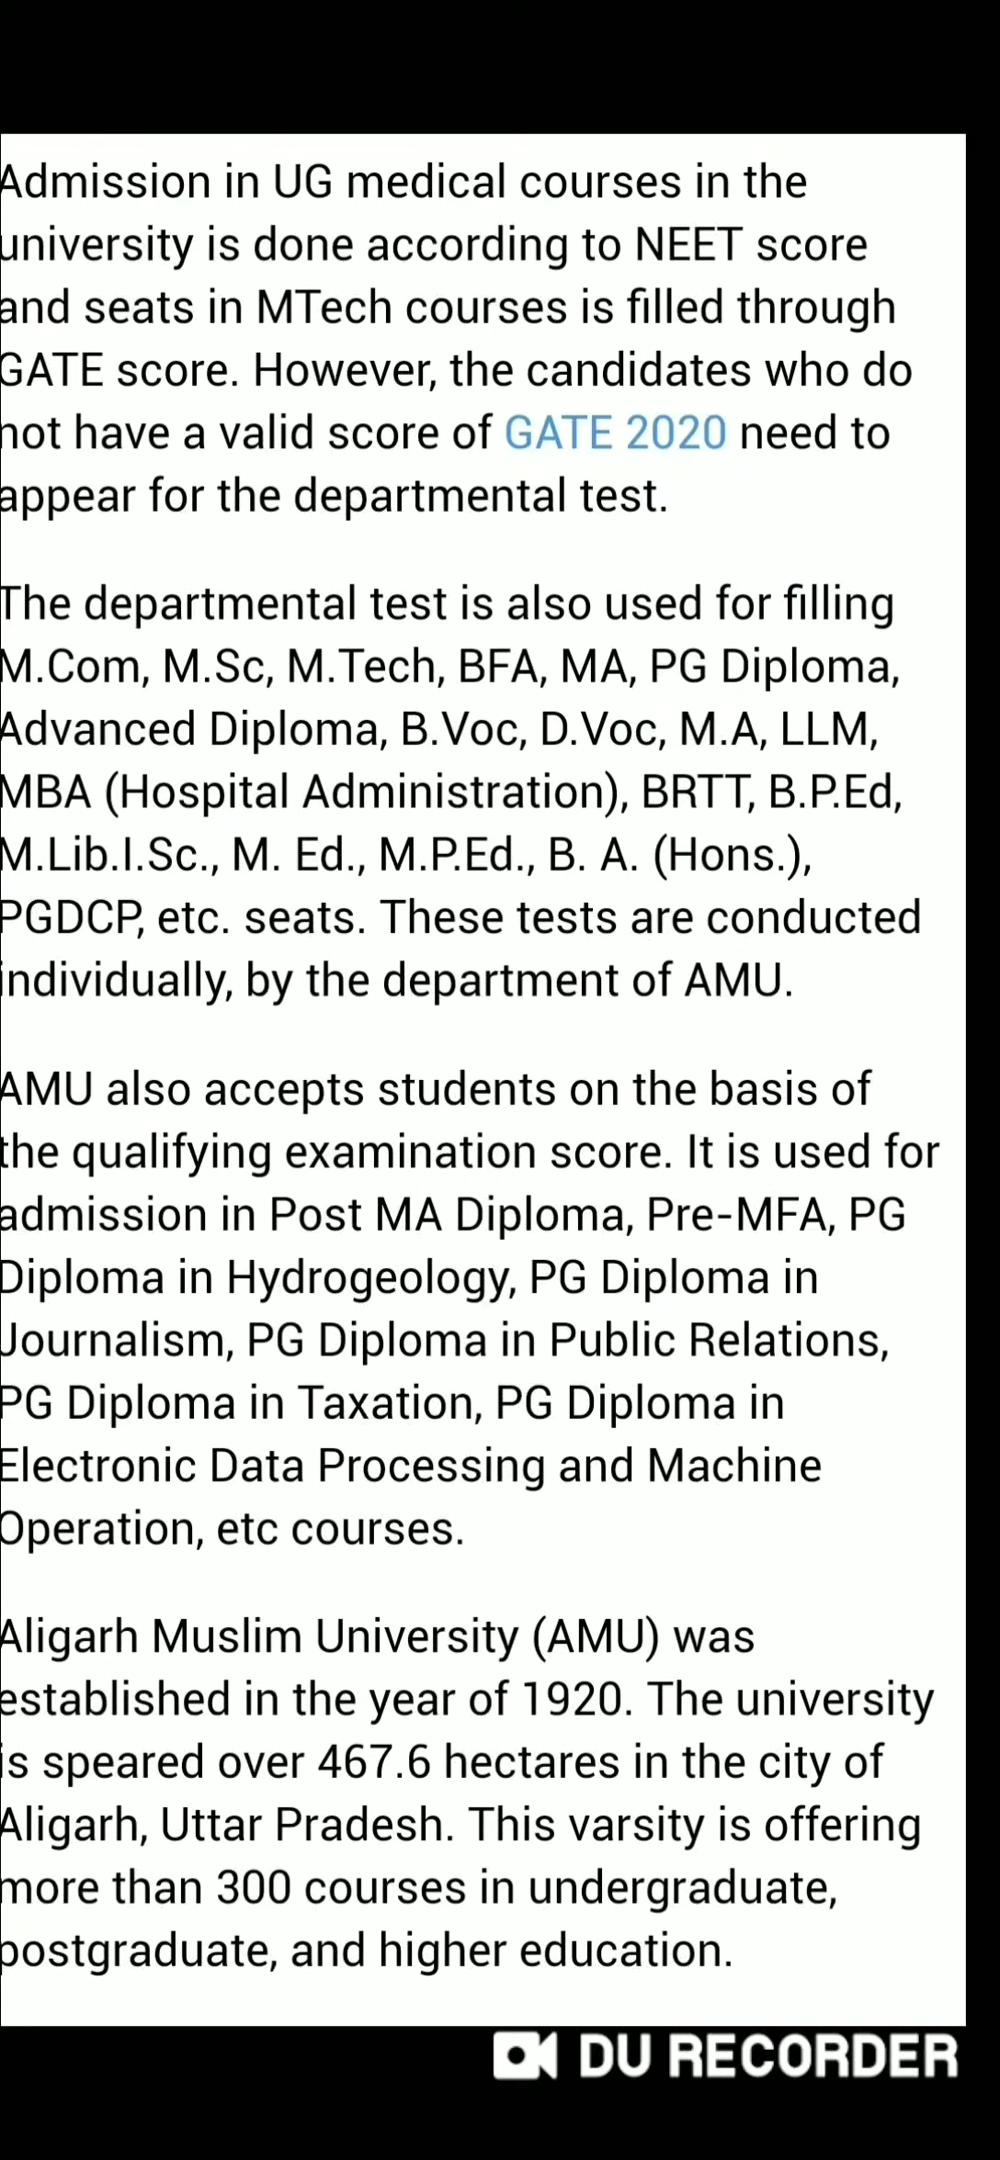 Admission in UG medical courses in the
university is done according to NEET score
and seats in MTech courses is filled through
GATE score. However, the candidates who do
not have a valid score of GATE 2020 need to
appear for the departmental test.
The departmental test is also used for filling
M.Com, M.Sc, M.Tech, BFA, MA, PG Diploma,
Advanced Diploma, B.Voc, D.Voc, M.A, LLM,
MBA (Hospital Administration), BRTT, B.P.Ed,
M.Lib.I.Sc., M. Ed., M.P.Ed., B. A. (Hons.),
PGDCP, etc. seats. These tests are conducted
individually, by the department of AMU.
AMU also accepts students on the basis of
the qualifying examination score. It is used for
admission in Post MA Diploma, Pre-MFA, PG
Diploma in Hydrogeology, PG Diploma in
Journalism, PG Diploma in Public Relations,
PG Diploma in Taxation, PG Diploma in
Electronic Data Processing and Machine
Operation, etc courses.
Aligarh Muslim University (AMU) was
established in the year of 1920. The university
is speared over 467.6 hectares in the city of
Aligarh, Uttar Pradesh. This varsity is offering
more than 300 courses in undergraduate,
postgraduate, and higher education.
DU RECORDER